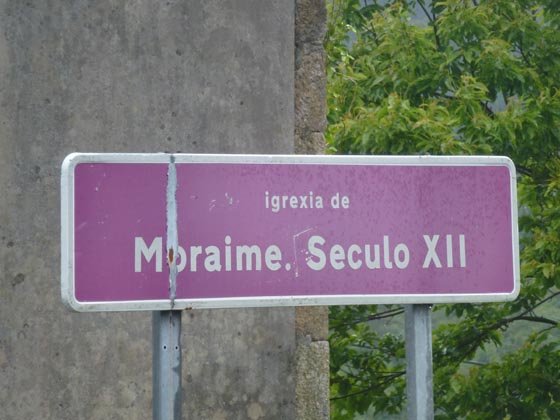 igrexia de
Moraime. Seculo XII